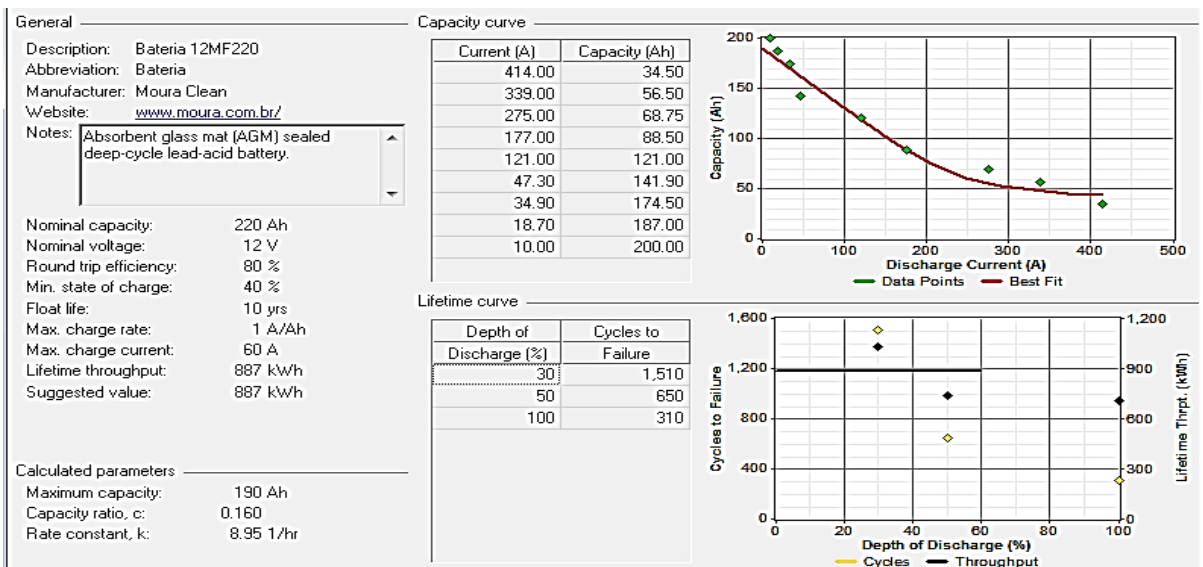 General
Description: Bateria 12MF220
Abbreviation: Bateria
Manufacturer: Moura Clean
Website: www.moura.com.br/
Notes: Absorbent glass mat (AGM) sealed
deep-cycle lead-acid battery.
Nominal capacity: 220 Ah
Nominal voltage: 12 V
Round trip efficiency: 80 %
Min. state of charge: 40 %
Float life: 10 yrs
Max. charge rate: 1 A/Ah
Max. charge current: 60 A
Lifetime throughput: 887 kWh
Suggested value: 887 kWh
Calculated parameters
Maximum capacity: 190 Ah
Capacity ratio, c: 0.160
Rate constant, k: 8.95 1/hr
Capacity curve
Current (A) Capacity (Ah)
414.00 34.50
339.00 56.50
275.00 68.75
177.00 88.50
121.00 121.00
47.30 141.90
34.90 174.50
18.70 187.00
10.00 200.00
Capacity (Ah)
200
150
100
50
0
0 100 200 300 400 500
Discharge Current (A)
Data Points Best Fit
Lifetime curve
Depth of Cycles to
Discharge (%) Failure
30 1,510
50 650
100 310
Cycles to Failure
1,600
1,200
800
400
0
1,200
900
600
300
0
Lifetime Thrpt. (kWh)
0 20 40 60 80 100
Depth of Discharge (%)
Cycles Throughput